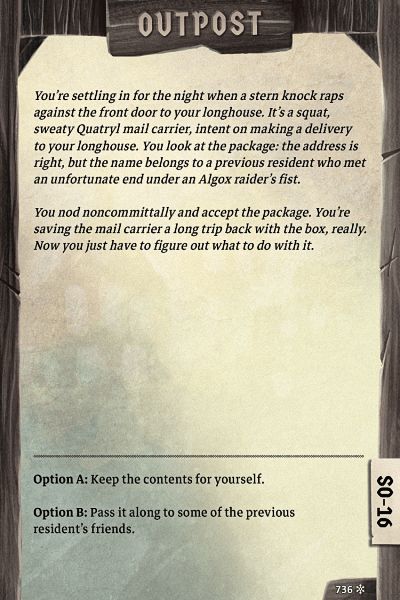 OUTPOST
You're settling in for the night when a stern knock raps
against the front door to your longhouse. It's a squat,
sweaty Quatryl mail carrier, intent on making a delivery
to your longhouse. You look at the package: the address is
right, but the name belongs to a previous resident who met
an unfortunate end under an Algox raider's fist.
You nod noncommittally and accept the package. You're
saving the mail carrier a long trip back with the box, really.
Now you just have to figure out what to do with it.
Option A: Keep the contents for yourself.
Option B: Pass it along to some of the previous
resident's friends.
SO-16
736